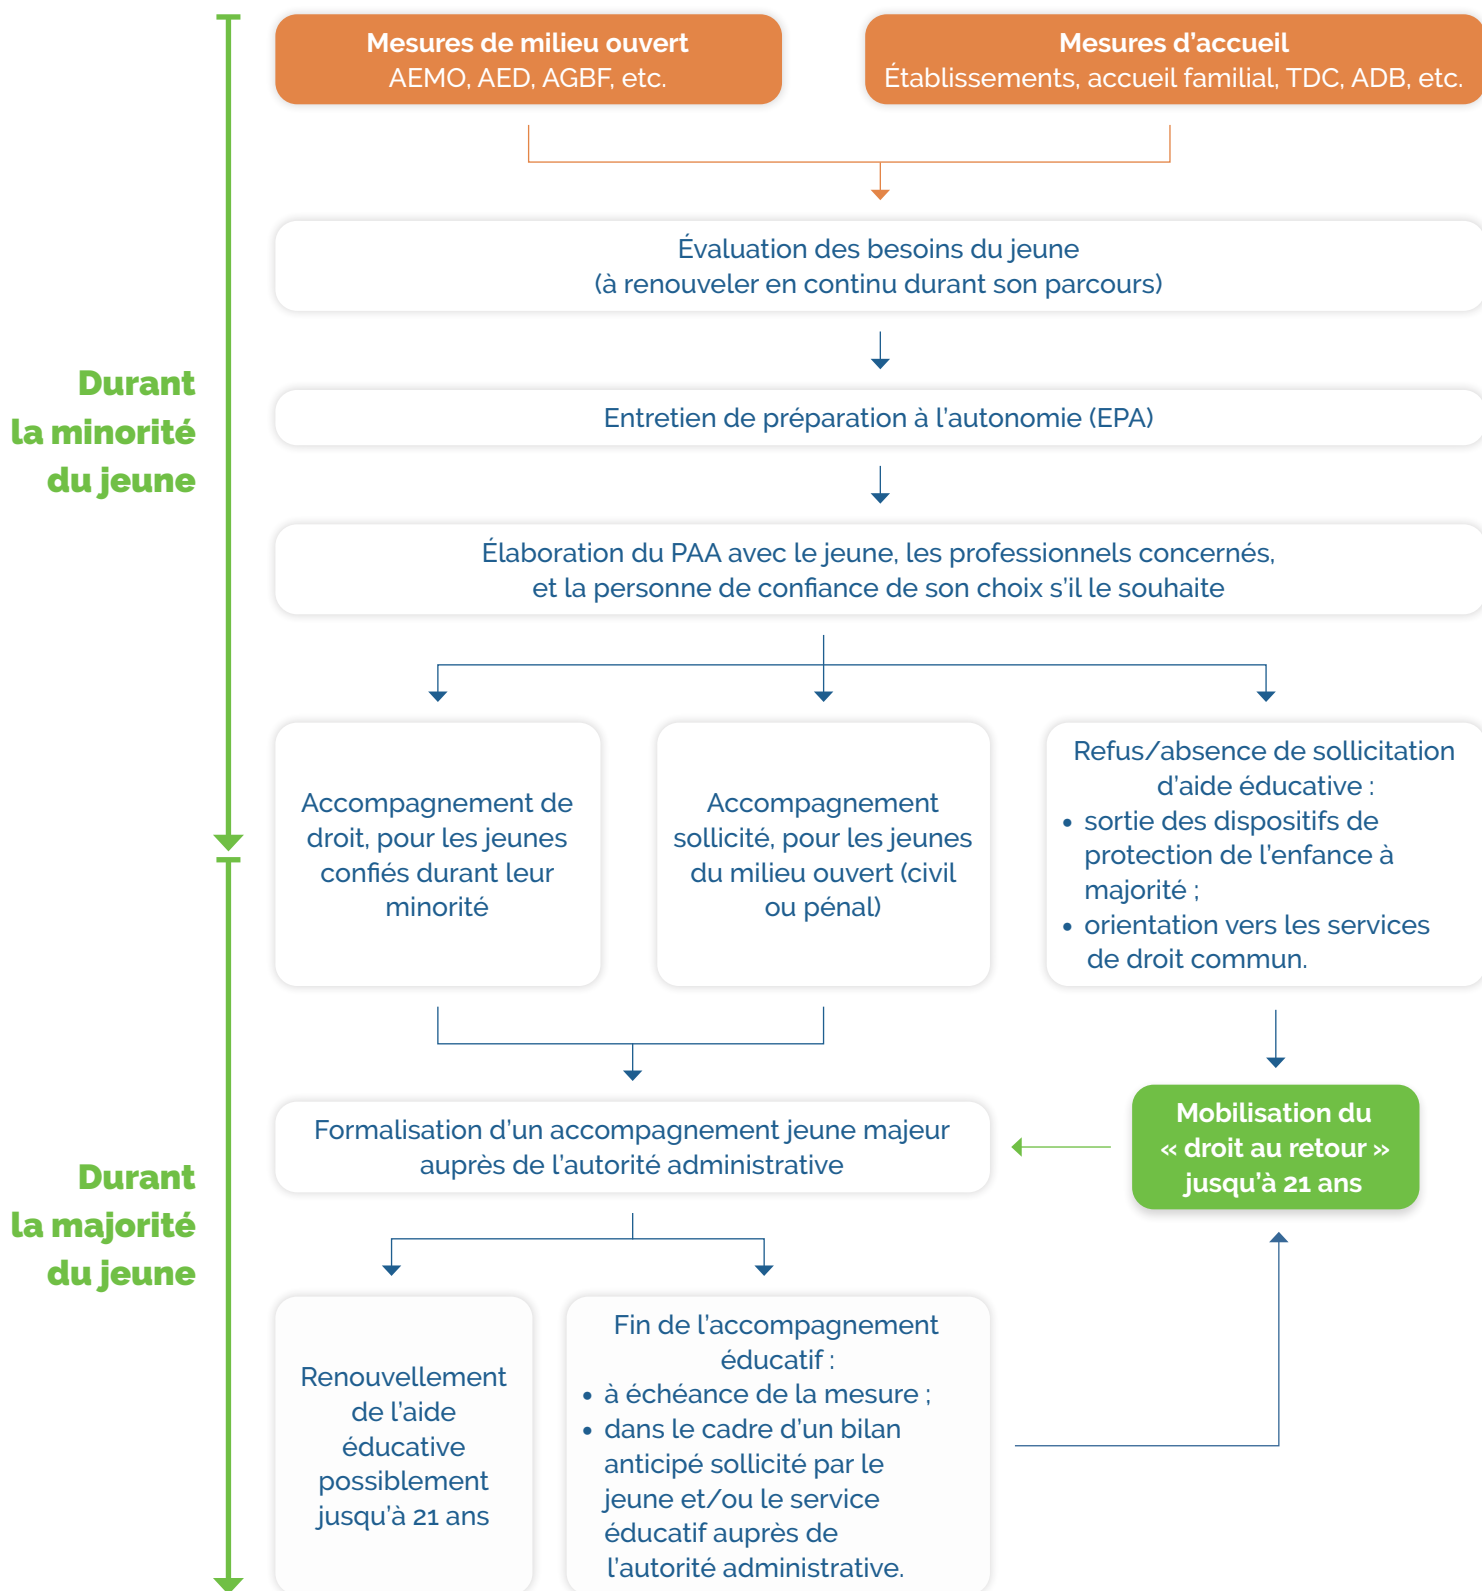 Mesures de milieu ouvert
AEMO, AED, AGBF, etc.
Mesures d’accueil
Établissements, accueil familial, TDC, ADB, etc.
Évaluation des besoins du jeune
(à renouveler en continu durant son parcours)
Durant
la minorité
du jeune
Entretien de préparation à l’autonomie (EPA)
Élaboration du PAA avec le jeune, les professionnels concernés,
et la personne de confiance de son choix s’il le souhaite
Accompagnement de
droit, pour les jeunes
confiés durant leur
minorité
Accompagnement
sollicité, pour les jeunes
du milieu ouvert (civil
ou pénal)
Refus/absence de sollicitation
d’aide éducative :
• sortie des dispositifs de
protection de l’enfance à
majorité ;
• orientation vers les services
de droit commun.
Durant
la majorité
du jeune
Formalisation d’un accompagnement jeune majeur
auprès de l’autorité administrative
Mobilisation du
« droit au retour »
jusqu’à 21 ans
Renouvellement
de l’aide
éducative
possiblement
jusqu’à 21 ans
Fin de l’accompagnement
éducatif :
• à échéance de la mesure ;
• dans le cadre d’un bilan
anticipé sollicité par le
jeune et/ou le service
éducatif auprès de
l’autorité administrative.